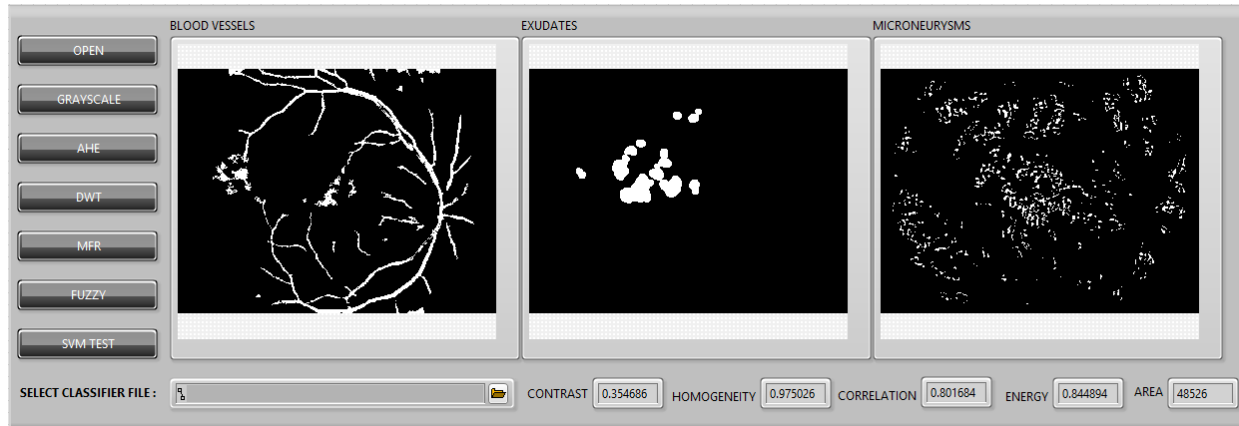 BLOOD VESSELS
EXUDATES
MICRONEURYSMS
OPEN
GRAYSCALE
AHE
DWT
MFR
FUZZY
SVM TEST
SELECT CLASSIFIER FILE :
CONTRAST 0.354686
HOMOGENEITY 0.975026
CORRELATION 0.801684
ENERGY 0.844894
AREA 48526